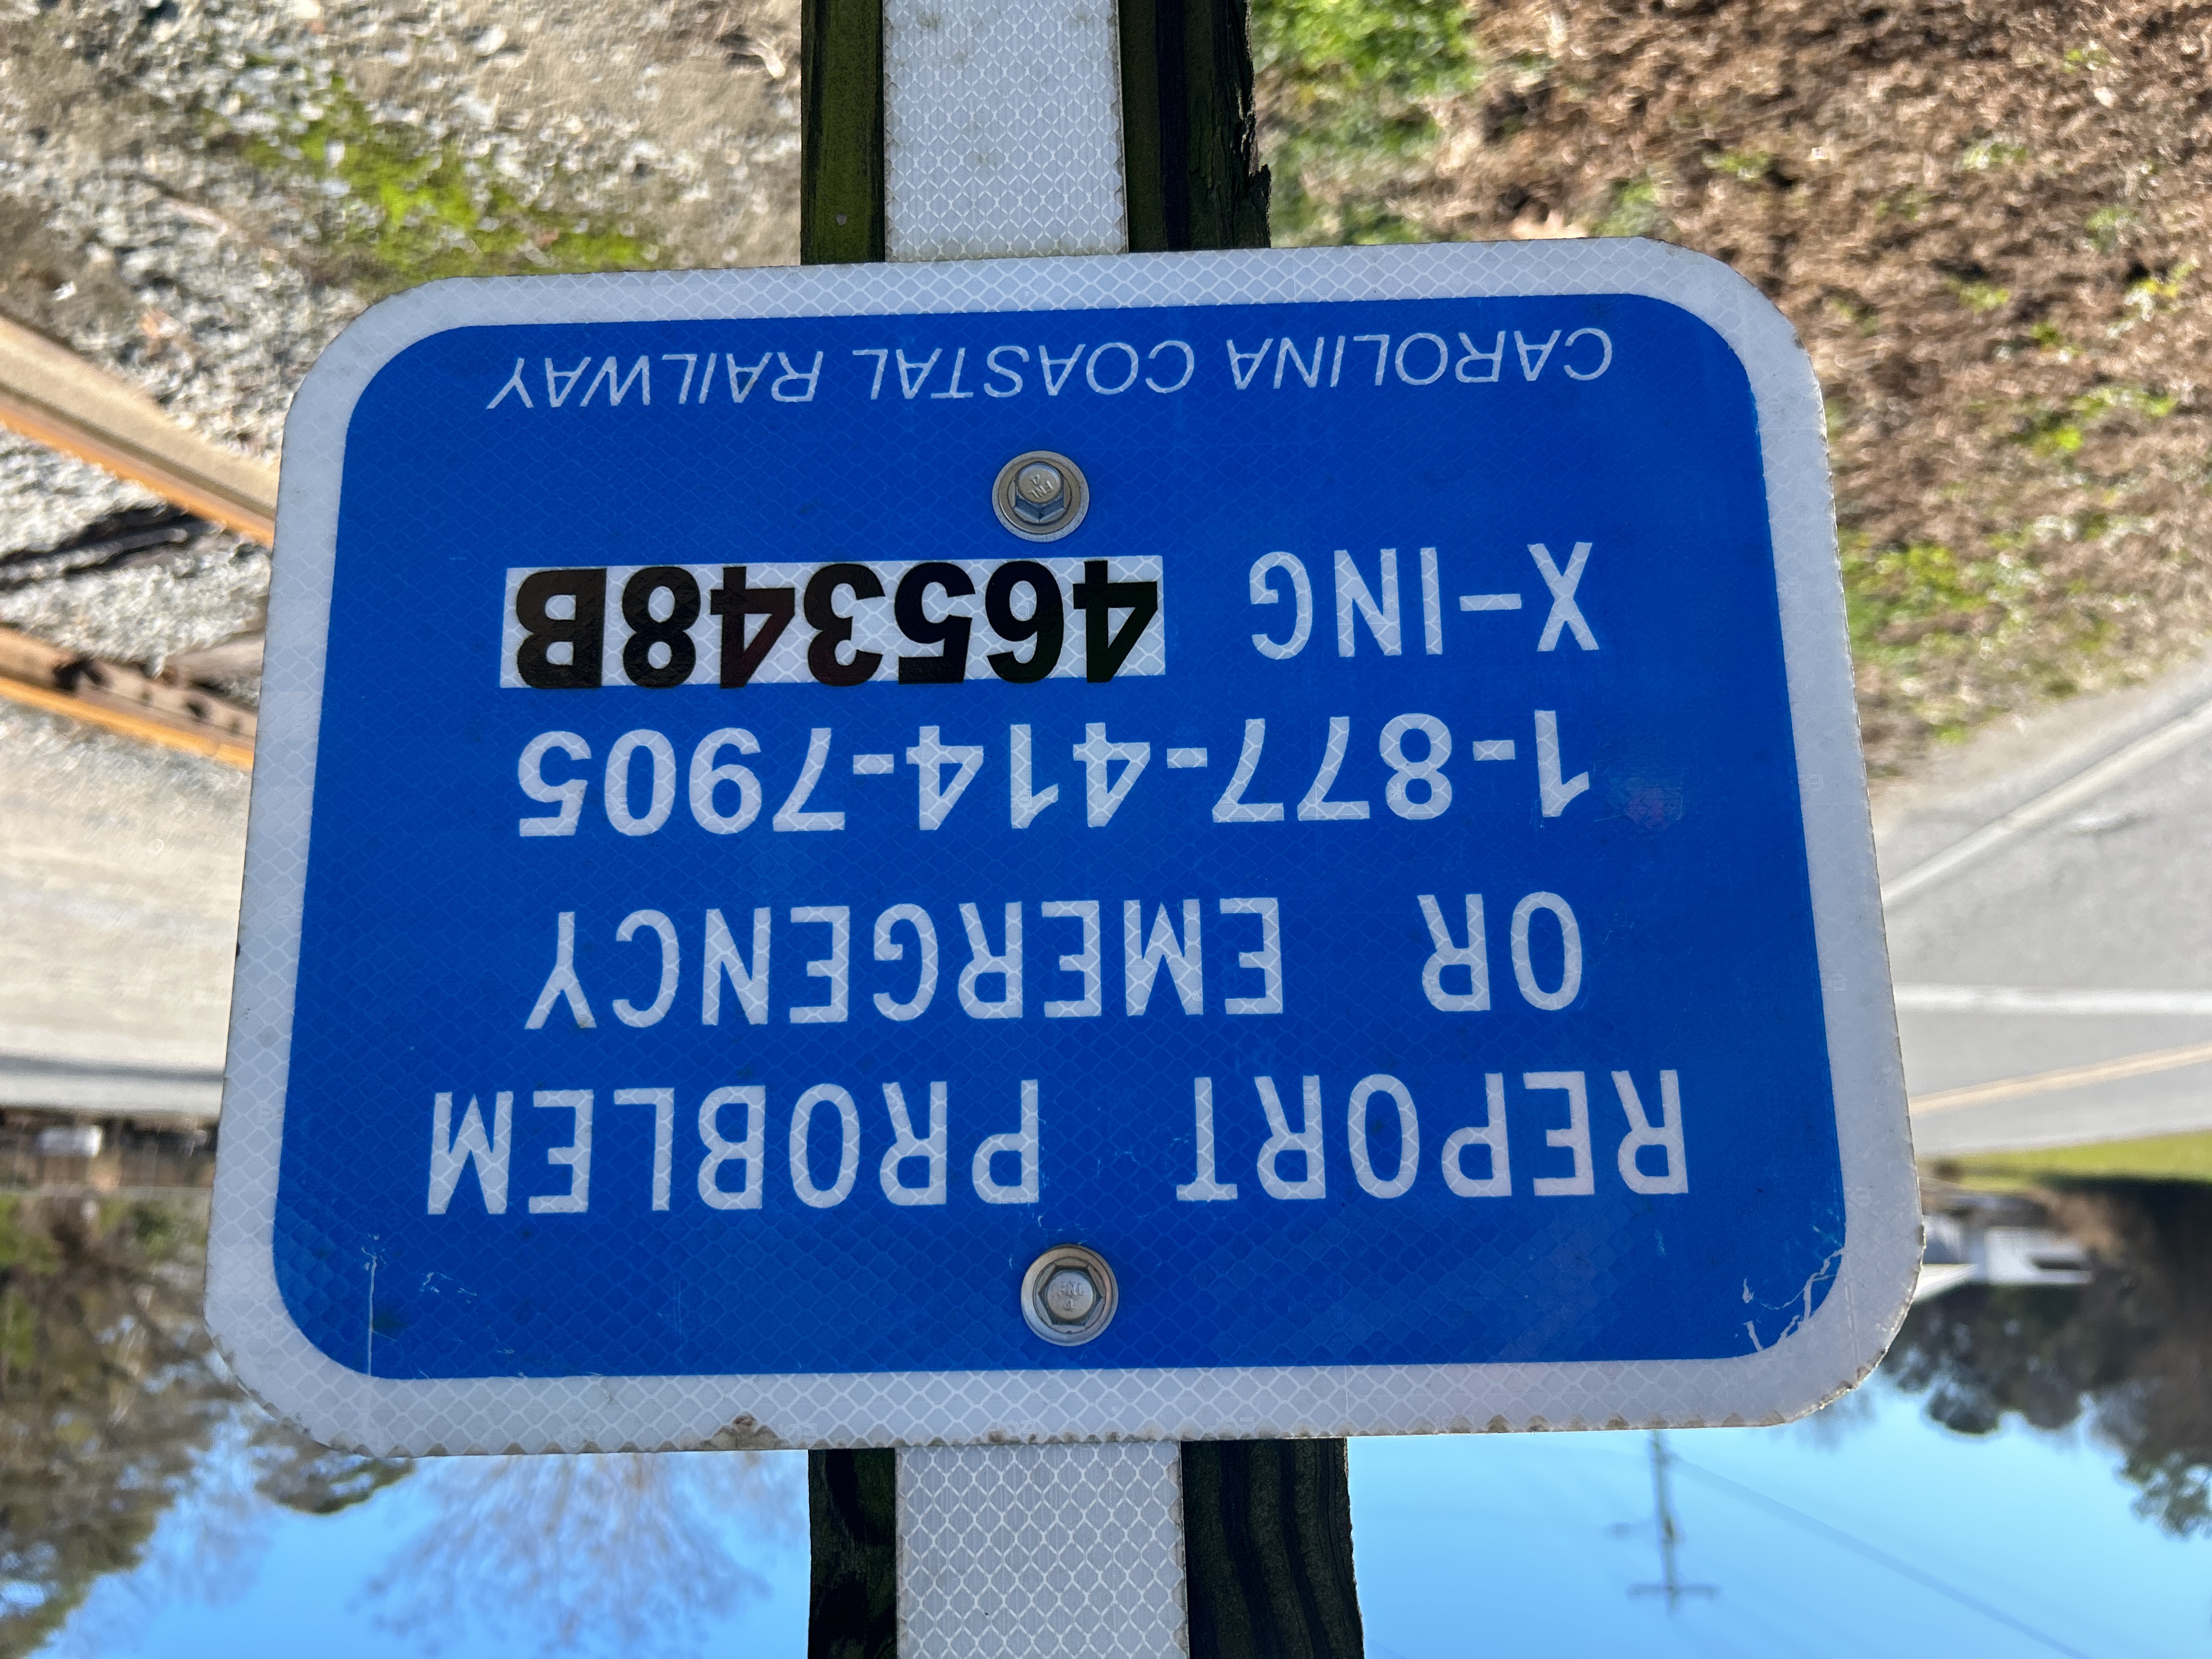 REPORT PROBLEM
OR EMERGENCY
1-877-414-7905
X-ING 465348B
CAROLINA COASTAL RAILWAY